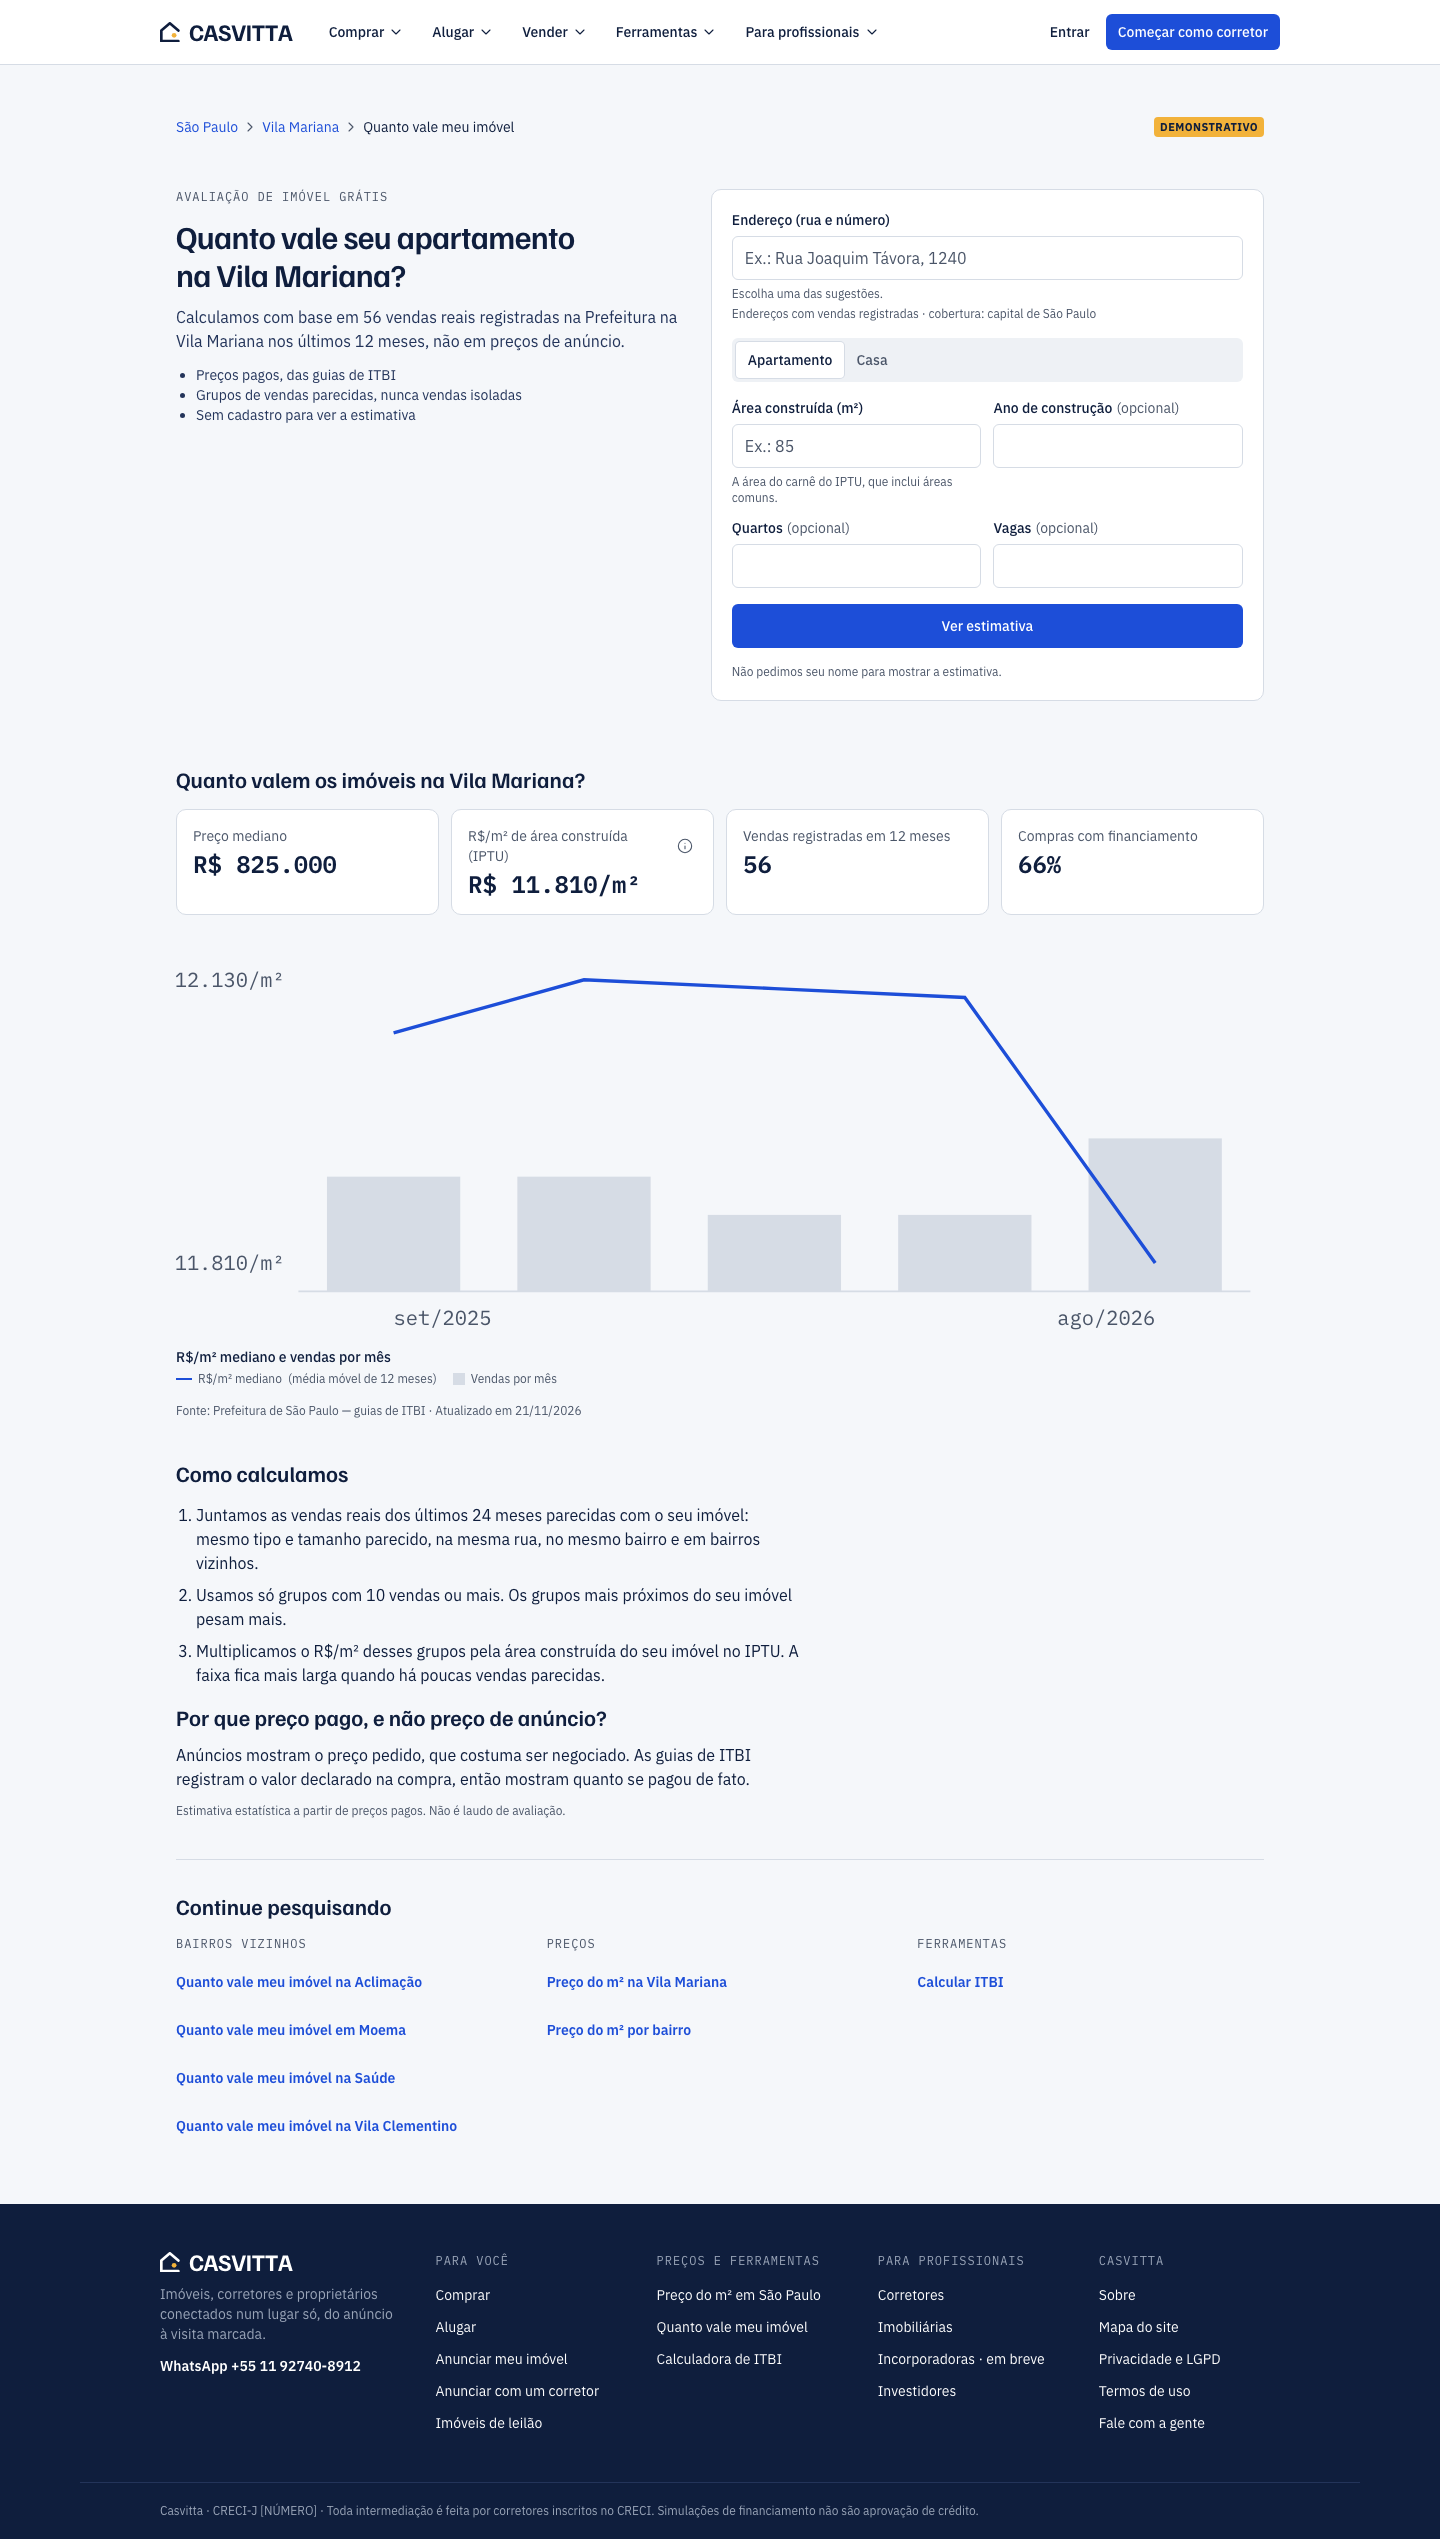 CASVITTA
Comprar
Alugar
Vender
Ferramentas
Para profissionais
Entrar
Começar como corretor
São Paulo > Vila Mariana > Quanto vale meu imóvel
DEMONSTRATIVO
AVALIAÇÃO DE IMÓVEL GRÁTIS
Quanto vale seu apartamento
na Vila Mariana?
Calculamos com base em 56 vendas reais registradas na Prefeitura na
Vila Mariana nos últimos 12 meses, não em preços de anúncio.
• Preços pagos, das guias de ITBI
• Grupos de vendas parecidas, nunca vendas isoladas
• Sem cadastro para ver a estimativa
Endereço (rua e número)
Ex.: Rua Joaquim Távora, 1240
Escolha uma das sugestões.
Endereços com vendas registradas · cobertura: capital de São Paulo
Apartamento
Casa
Área construída (m²)
Ano de construção (opcional)
Ex.: 85
A área do carnê do IPTU, que inclui áreas
comuns.
Quartos (opcional)
Vagas (opcional)
Ver estimativa
Não pedimos seu nome para mostrar a estimativa.
Quanto valem os imóveis na Vila Mariana?
Preço mediano
R$ 825.000
R$/m² de área construída
(IPTU)
R$ 11.810/m²
Vendas registradas em 12 meses
56
Compras com financiamento
66%
12.130/m²
11.810/m²
set/2025
ago/2026
R$/m² mediano e vendas por mês
R$/m² mediano (média móvel de 12 meses)
Vendas por mês
Fonte: Prefeitura de São Paulo — guias de ITBI · Atualizado em 21/11/2026
Como calculamos
1. Juntamos as vendas reais dos últimos 24 meses parecidas com o seu imóvel:
mesmo tipo e tamanho parecido, na mesma rua, no mesmo bairro e em bairros
vizinhos.
2. Usamos só grupos com 10 vendas ou mais. Os grupos mais próximos do seu imóvel
pesam mais.
3. Multiplicamos o R$/m² desses grupos pela área construída do seu imóvel no IPTU. A
faixa fica mais larga quando há poucas vendas parecidas.
Por que preço pago, e não preço de anúncio?
Anúncios mostram o preço pedido, que costuma ser negociado. As guias de ITBI
registram o valor declarado na compra, então mostram quanto se pagou de fato.
Estimativa estatística a partir de preços pagos. Não é laudo de avaliação.
Continue pesquisando
BAIRROS VIZINHOS
Quanto vale meu imóvel na Aclimação
Quanto vale meu imóvel em Moema
Quanto vale meu imóvel na Saúde
Quanto vale meu imóvel na Vila Clementino
PREÇOS
Preço do m² na Vila Mariana
Preço do m² por bairro
FERRAMENTAS
Calcular ITBI
CASVITTA
Imóveis, corretores e proprietários
conectados num lugar só, do anúncio
à visita marcada.
WhatsApp +55 11 92740-8912
PARA VOCÊ
Comprar
Alugar
Anunciar meu imóvel
Anunciar com um corretor
Imóveis de leilão
PREÇOS E FERRAMENTAS
Preço do m² em São Paulo
Quanto vale meu imóvel
Calculadora de ITBI
PARA PROFISSIONAIS
Corretores
Imobiliárias
Incorporadoras · em breve
Investidores
CASVITTA
Sobre
Mapa do site
Privacidade e LGPD
Termos de uso
Fale com a gente
Casvitta · CRECI-J [NÚMERO] · Toda intermediação é feita por corretores inscritos no CRECI. Simulações de financiamento não são aprovação de crédito.